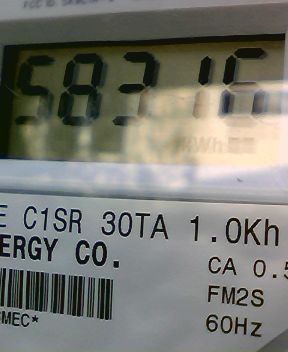 58316
kWh
E C1SR 30TA 1.0Kh
ERGY CO.
CA 0.5
FM2S
MEC*
60Hz